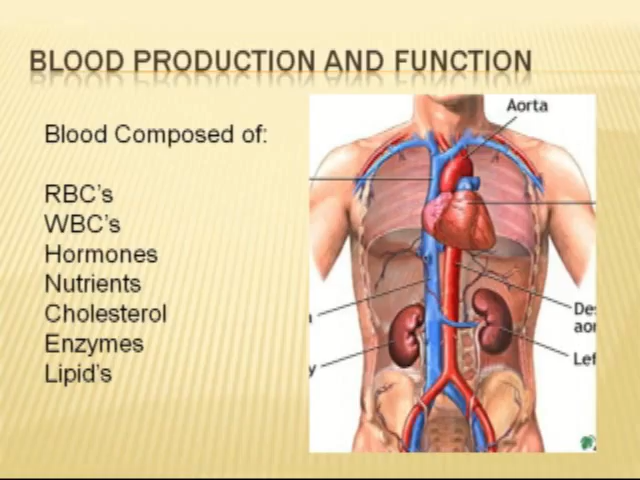 BLOOD PRODUCTION AND FUNCTION
Blood Composed of:
RBC's
WBC's
Hormones
Nutrients
Cholesterol
Enzymes
Lipid's
Aorta